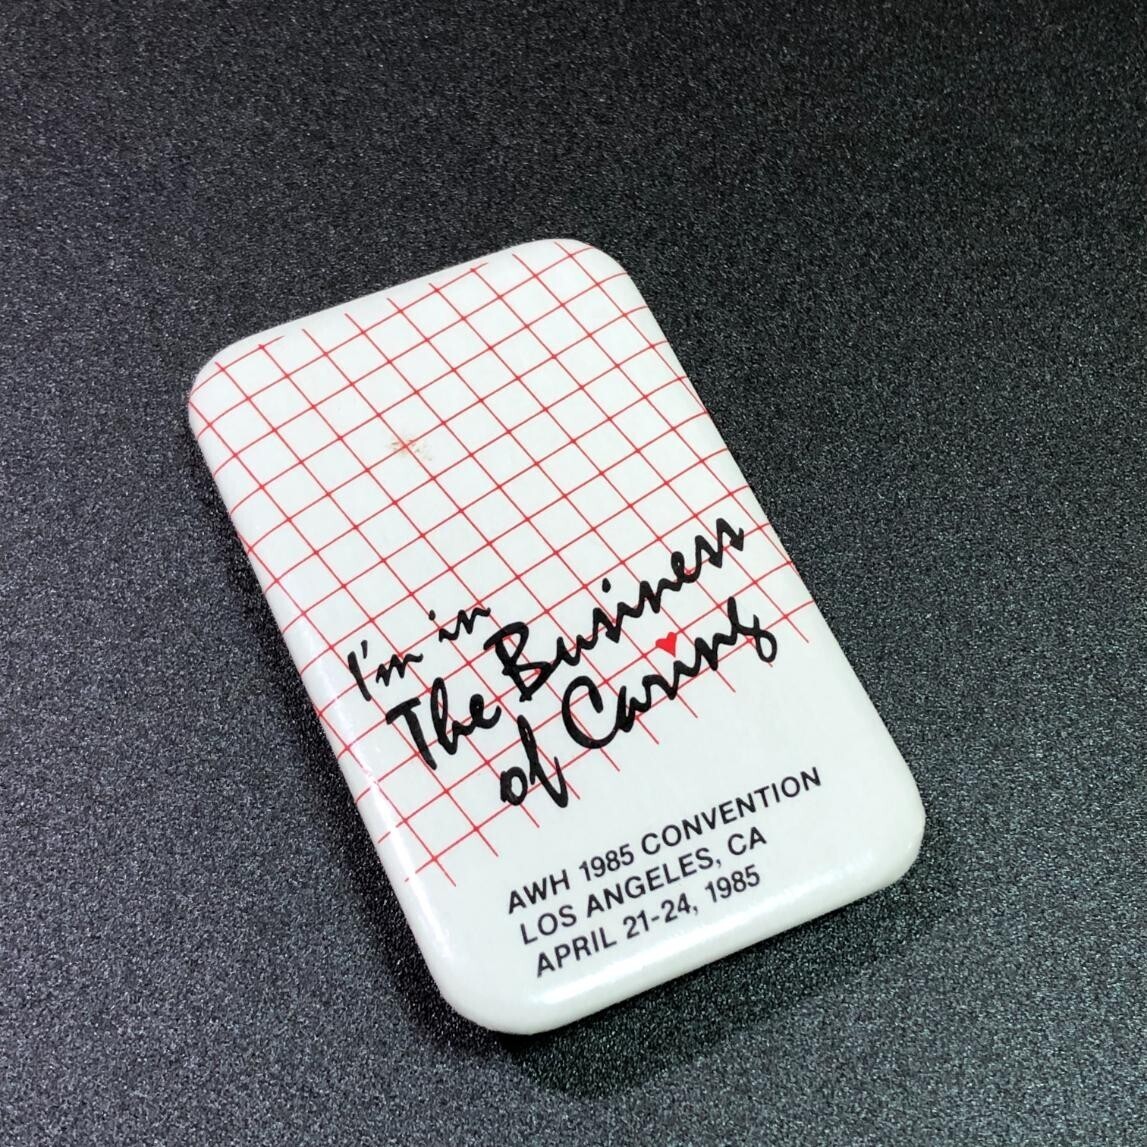 I'm in
The Business
of Caring
AWH 1985 CONVENTION
LOS ANGELES, CA
APRIL 21-24, 1985